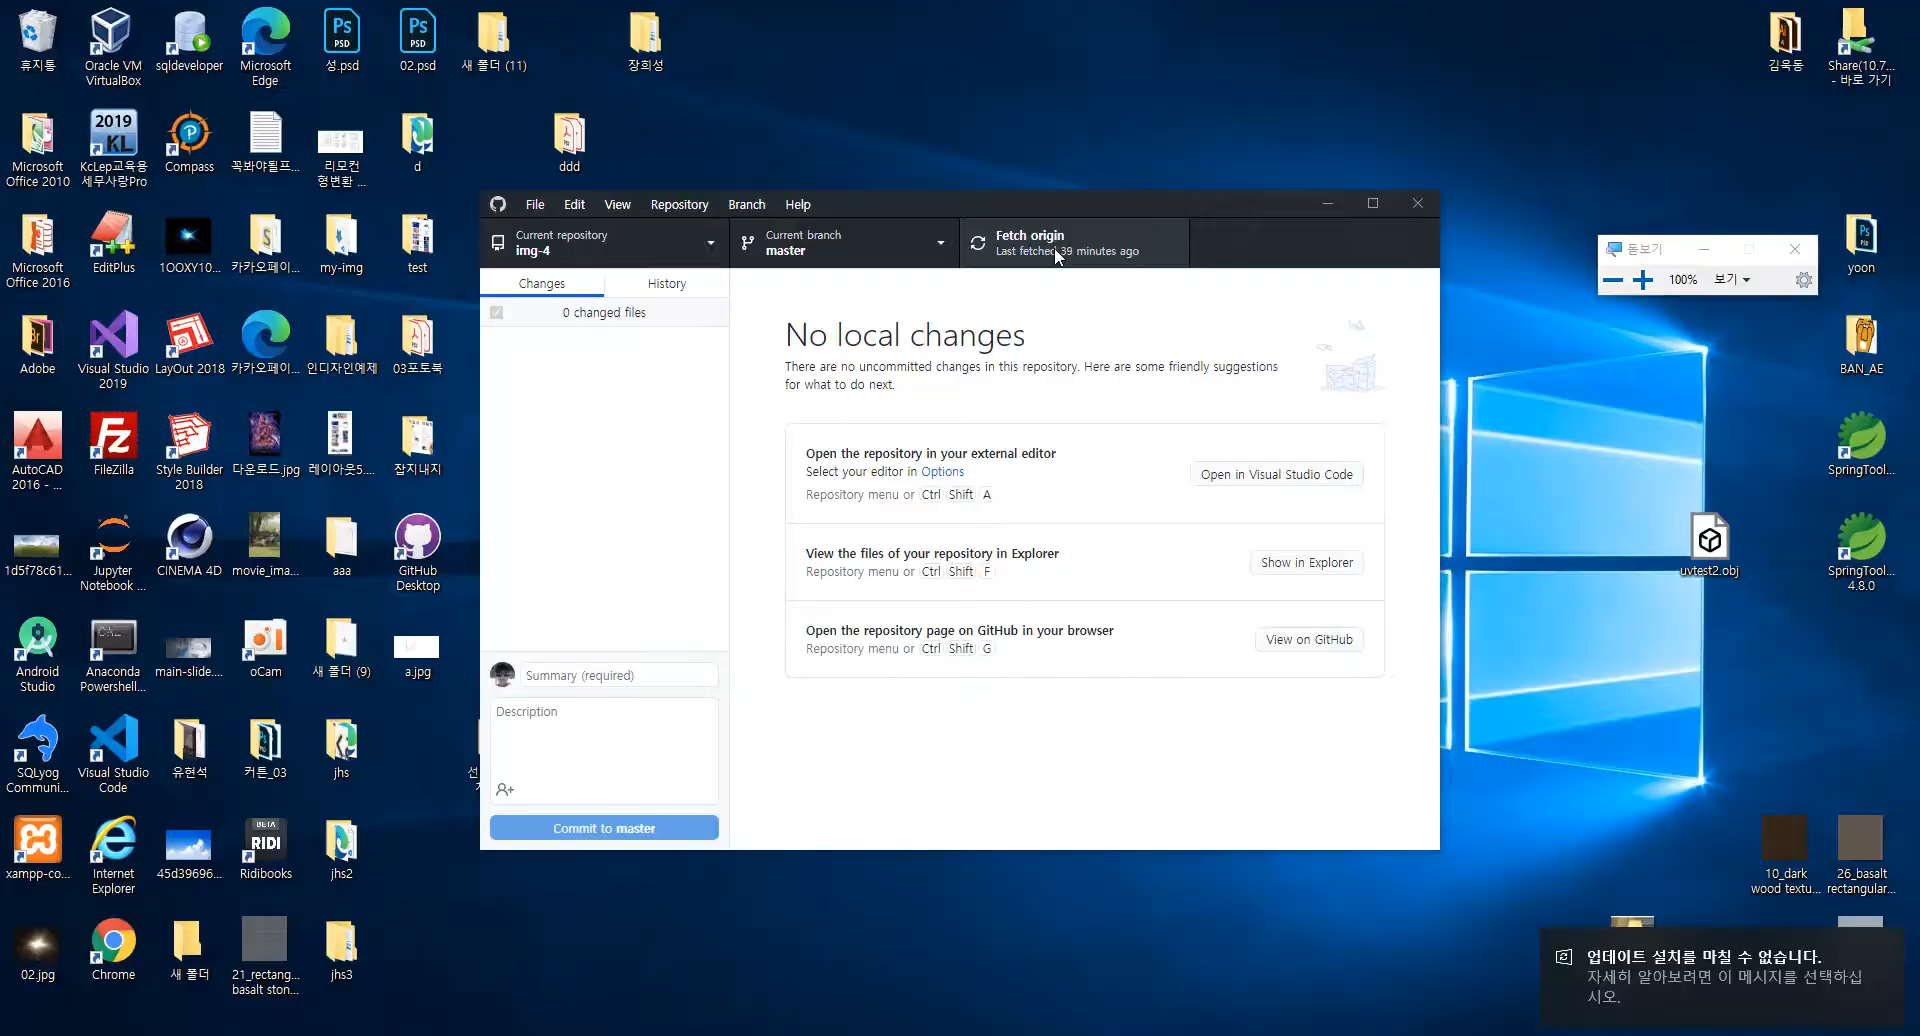 휴지통
Oracle VM
VirtualBox
sqldeveloper
Microsoft
Edge
성.psd
02.psd
새 폴더 (11)
장희성
김욱동
Share(10.7...
- 바로 가기
Microsoft
Office 2010
2019
KL
KcLep교육용
세무사랑Pro
Compass
꼭봐야될프...
리모컨
형변환 ...
d
ddd
Microsoft
Office 2016
EditPlus
1OOXY10...
카카오페이...
my-img
test
yoon
Adobe
Visual Studio
2019
LayOut 2018
카카오페이...
인디자인예제
03포토북
BAN_AE
AutoCAD
2016 - ...
FileZilla
Style Builder
2018
다운로드.jpg
레이아웃5....
잡지내지
SpringTool...
1d5f78c61...
Jupyter
Notebook ...
CINEMA 4D
movie_ima...
aaa
GitHub
Desktop
uvtest2.obj
SpringTool...
4.8.0
Android
Studio
Anaconda
Powershell...
main-slide....
oCam
새 폴더 (9)
a.jpg
SQLyog
Communi...
Visual Studio
Code
유현석
커튼_03
jhs
선
xampp-co...
Internet
Explorer
45d39696...
BETA
RIDI
Ridibooks
jhs2
10_dark
wood textu...
26_basalt
rectangular...
02.jpg
Chrome
새 폴더
21_rectang...
basalt ston...
jhs3
File Edit View Repository Branch Help
Current repository
img-4
Current branch
master
Fetch origin
Last fetched 39 minutes ago
Changes
History
0 changed files
No local changes
There are no uncommitted changes in this repository. Here are some friendly suggestions
for what to do next.
Open the repository in your external editor
Select your editor in Options
Repository menu or Ctrl Shift A
Open in Visual Studio Code
View the files of your repository in Explorer
Repository menu or Ctrl Shift F
Show in Explorer
Open the repository page on GitHub in your browser
Repository menu or Ctrl Shift G
View on GitHub
Summary (required)
Description
Commit to master
돋보기
100%
보기
업데이트 설치를 마칠 수 없습니다.
자세히 알아보려면 이 메시지를 선택하십
시오.